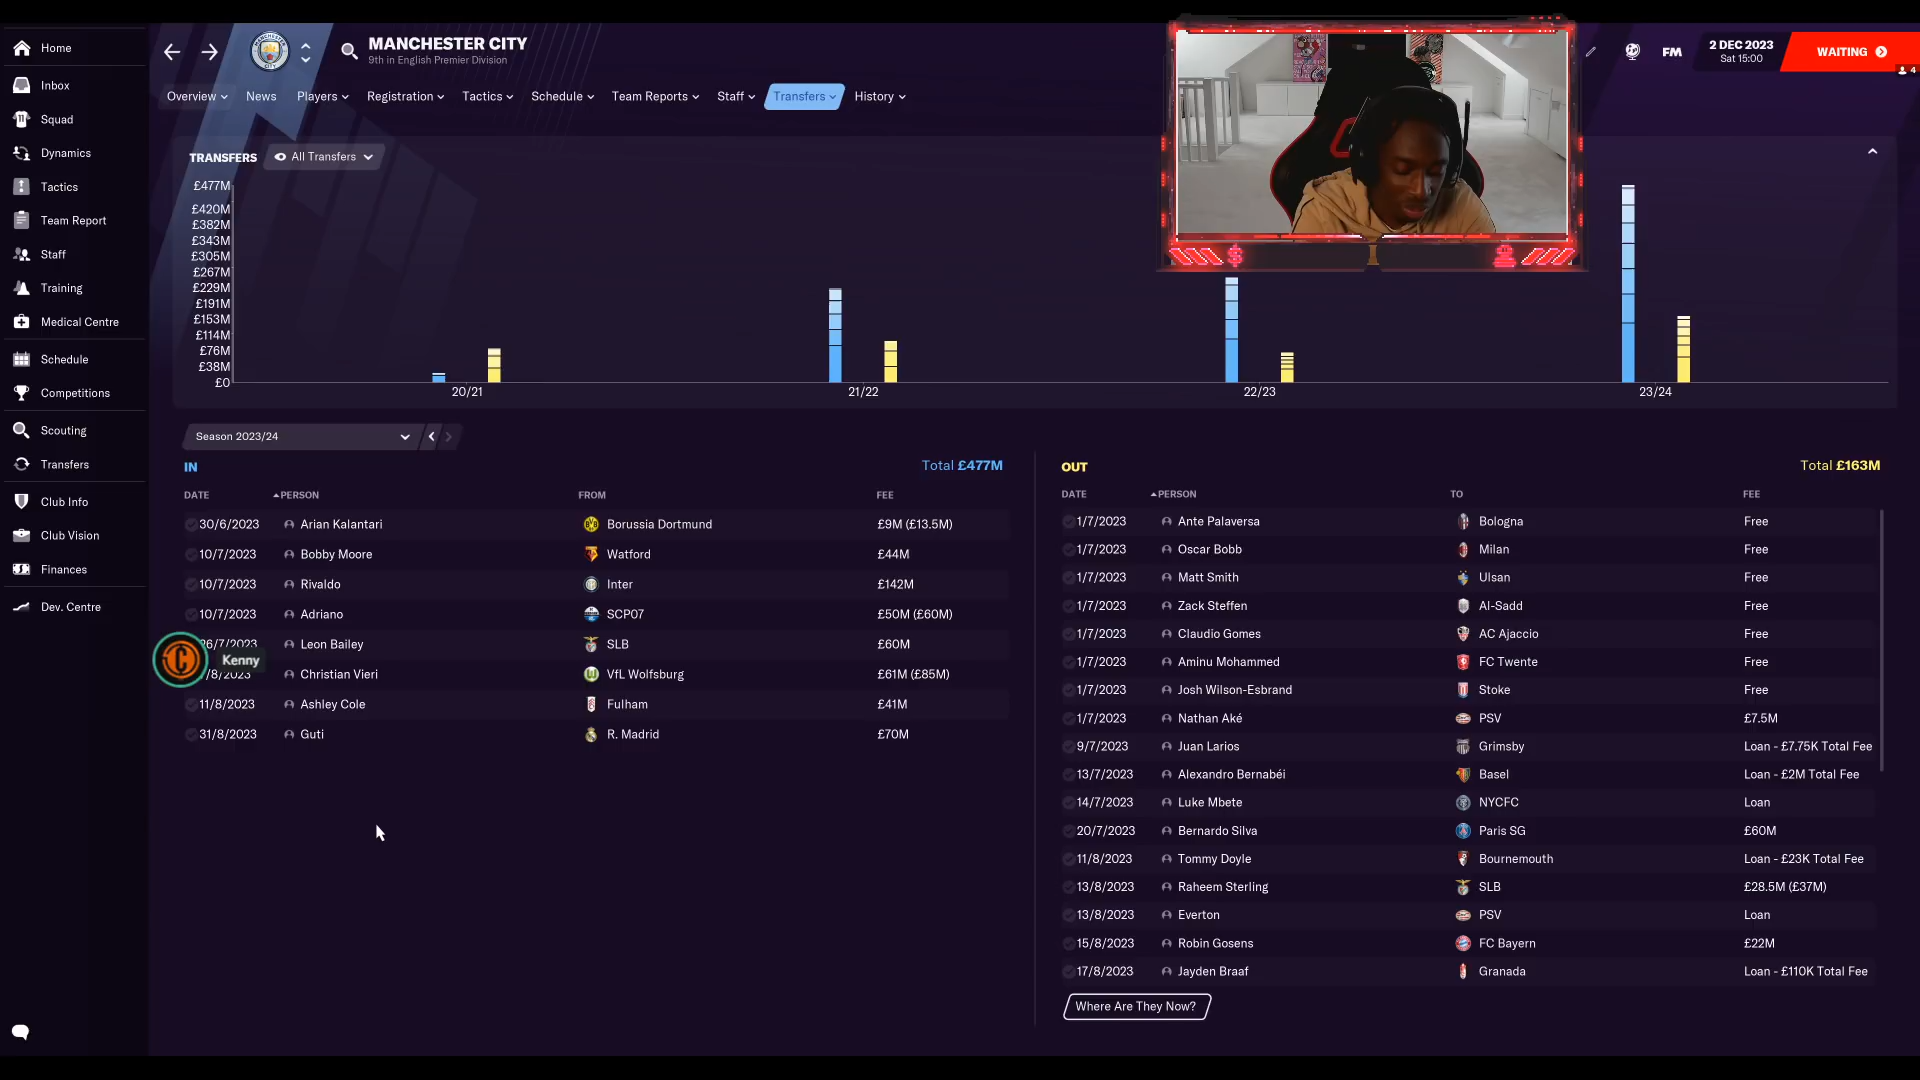 Home
Inbox
Squad
Dynamics
Tactics
Team Report
Staff
Training
Medical Centre
Schedule
Competitions
Scouting
Transfers
Club Info
Club Vision
Finances
Dev. Centre
MANCHESTER CITY
9th in English Premier Division
FM
2 DEC 2023
Sat 15:00
WAITING
4
Overview News Players Registration Tactics Schedule Team Reports Staff Transfers History
TRANSFERS All Transfers
£477M
£420M
£382M
£343M
£305M
£267M
£229M
£191M
£153M
£114M
£76M
£38M
£0
20/21 21/22 22/23 23/24
Season 2023/24
IN Total £477M
DATE PERSON FROM FEE
30/6/2023 Arian Kalantari Borussia Dortmund £9M (£13.5M)
10/7/2023 Bobby Moore Watford £44M
10/7/2023 Rivaldo Inter £142M
10/7/2023 Adriano SCP07 £50M (£60M)
26/7/2023 Leon Bailey SLB £60M
/8/2023 Christian Vieri VfL Wolfsburg £61M (£85M)
11/8/2023 Ashley Cole Fulham £41M
31/8/2023 Guti R. Madrid £70M
Kenny
OUT Total £163M
DATE PERSON TO FEE
1/7/2023 Ante Palaversa Bologna Free
1/7/2023 Oscar Bobb Milan Free
1/7/2023 Matt Smith Ulsan Free
1/7/2023 Zack Steffen Al-Sadd Free
1/7/2023 Claudio Gomes AC Ajaccio Free
1/7/2023 Aminu Mohammed FC Twente Free
1/7/2023 Josh Wilson-Esbrand Stoke Free
1/7/2023 Nathan Aké PSV £7.5M
9/7/2023 Juan Larios Grimsby Loan - £7.75K Total Fee
13/7/2023 Alexandro Bernabéi Basel Loan - £2M Total Fee
14/7/2023 Luke Mbete NYCFC Loan
20/7/2023 Bernardo Silva Paris SG £60M
11/8/2023 Tommy Doyle Bournemouth Loan - £23K Total Fee
13/8/2023 Raheem Sterling SLB £28.5M (£37M)
13/8/2023 Everton PSV Loan
15/8/2023 Robin Gosens FC Bayern £22M
17/8/2023 Jayden Braaf Granada Loan - £110K Total Fee
Where Are They Now?